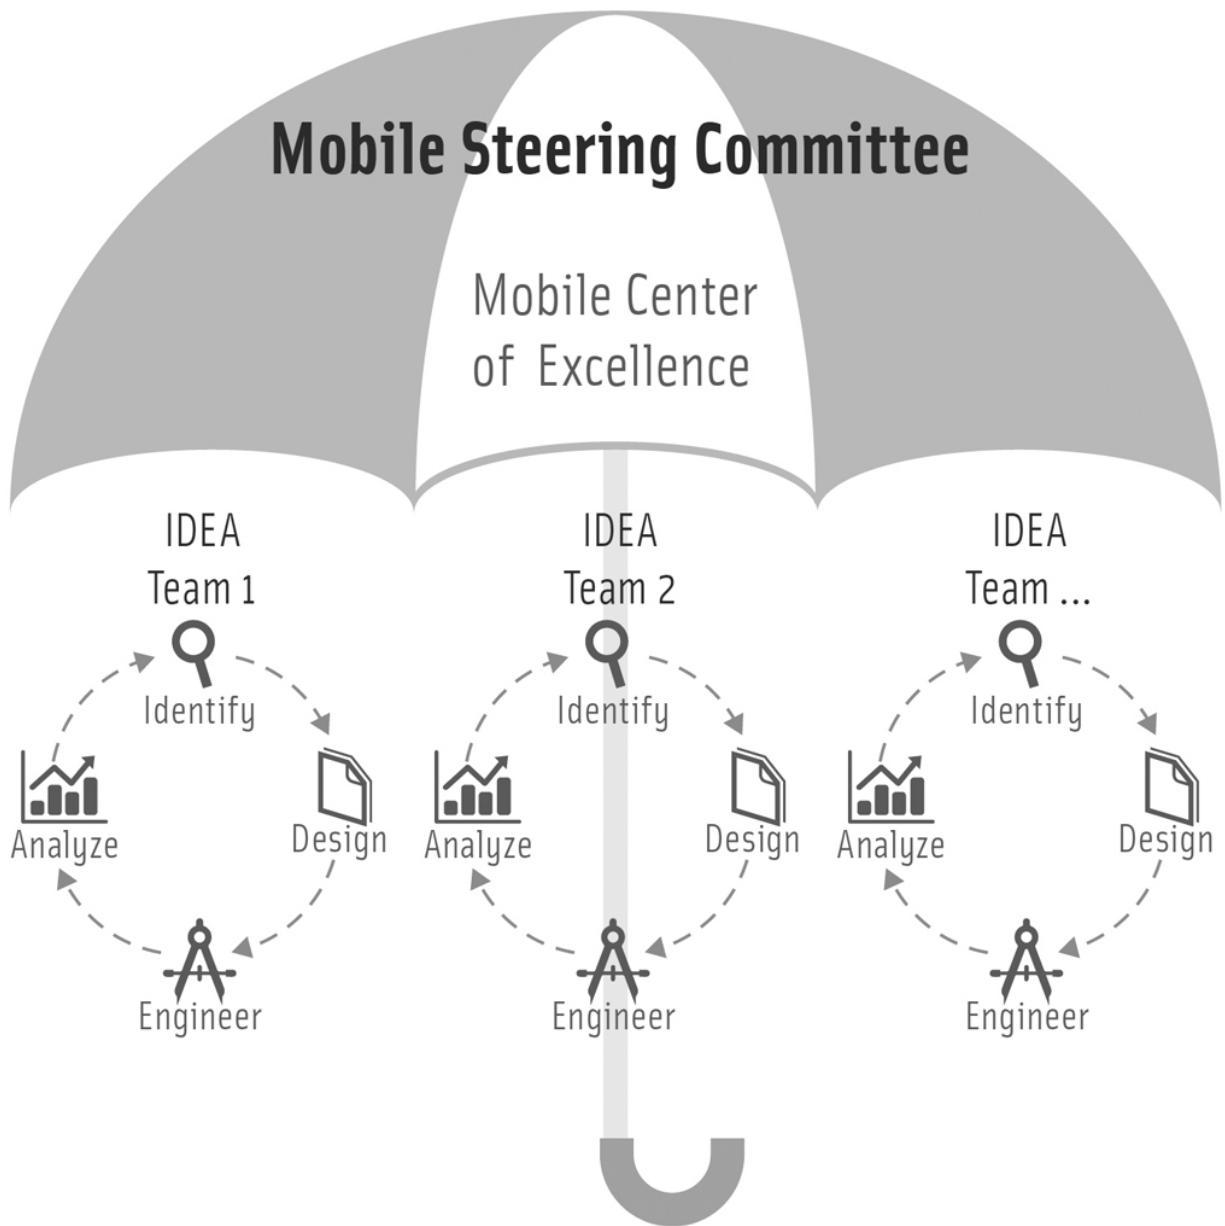 Mobile Steering Committee
Mobile Center
of Excellence
IDEA
Team 1
Identify
Design
Engineer
Analyze
IDEA
Team 2
Identify
Design
Engineer
Analyze
IDEA
Team ...
Identify
Design
Engineer
Analyze